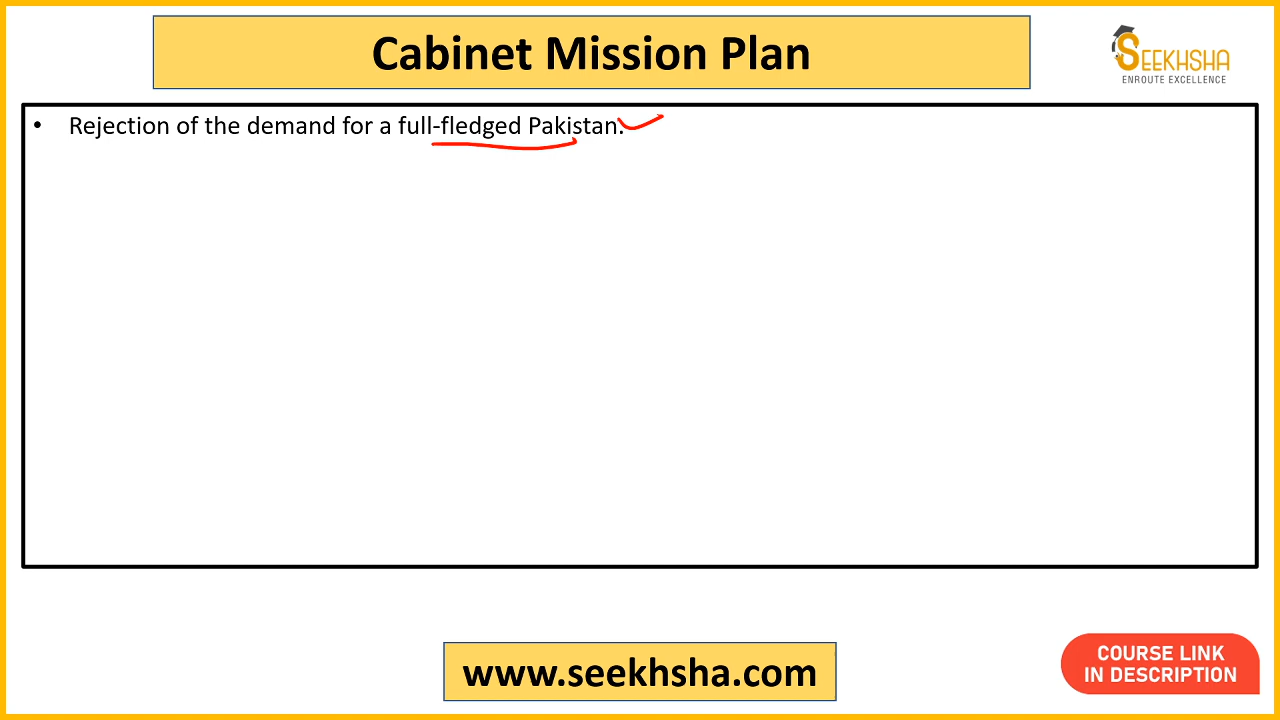 Cabinet Mission Plan
SEEKHSHA
ENROUTE EXCELLENCE
• Rejection of the demand for a full-fledged Pakistan.
www.seekhsha.com
COURSE LINK
IN DESCRIPTION